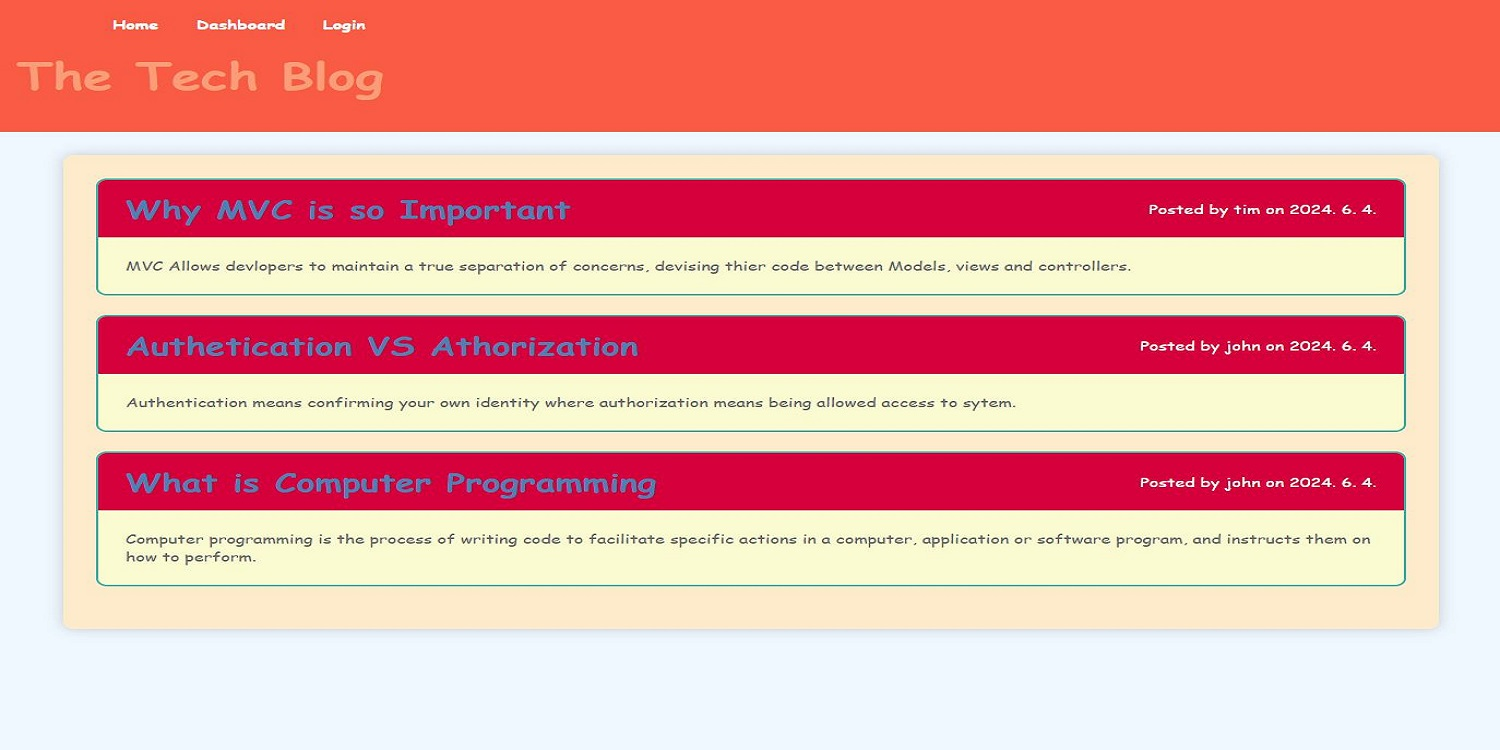 Home Dashboard Login
The Tech Blog
Why MVC is so Important
Posted by tim on 2024. 6. 4.
MVC Allows devlopers to maintain a true separation of concerns, devising thier code between Models, views and controllers.
Authetication VS Athorization
Posted by john on 2024. 6. 4.
Authentication means confirming your own identity where authorization means being allowed access to sytem.
What is Computer Programming
Posted by john on 2024. 6. 4.
Computer programming is the process of writing code to facilitate specific actions in a computer, application or software program, and instructs them on
how to perform.